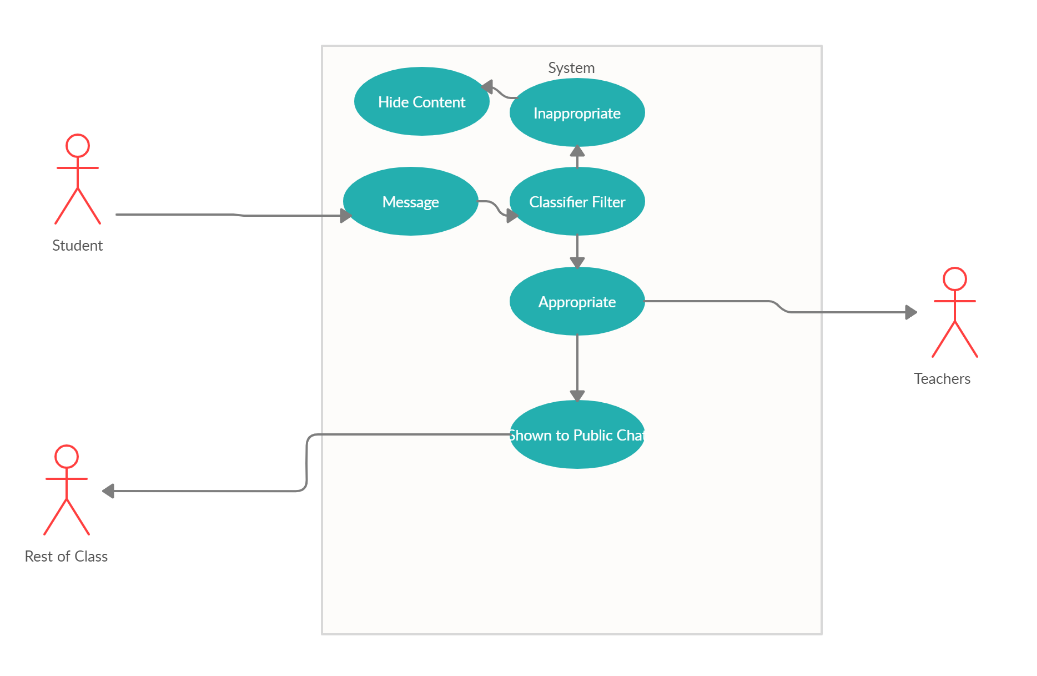 System
Hide Content
Inappropriate
Student
Message
Classifier Filter
Appropriate
Teachers
Shown to Public Chat
Rest of Class